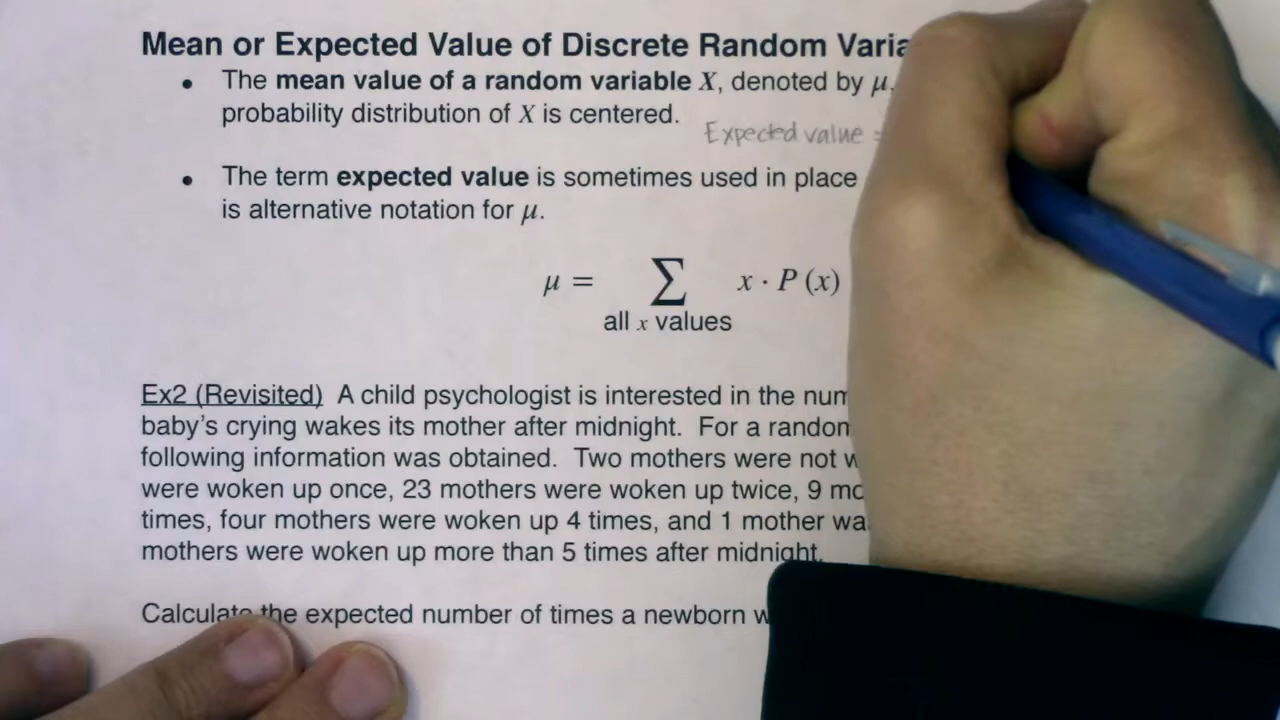 Mean or Expected Value of Discrete Random
• The mean value of a random variable X, denoted by μ,
probability distribution of X is centered.
Expected value =
• The term expected value is sometimes used in place
is alternative notation for μ.
μ = ∑ x · P (x)
all x values
Ex2 (Revisited) A child psychologist is interested in the
baby's crying wakes its mother after midnight. For a
following information was obtained. Two mothers were not
were woken up once, 23 mothers were woken up twice, 9
times, four mothers were woken up 4 times, and 1 mother
mothers were woken up more than 5 times after midnight.
Calculate the expected number of times a newborn